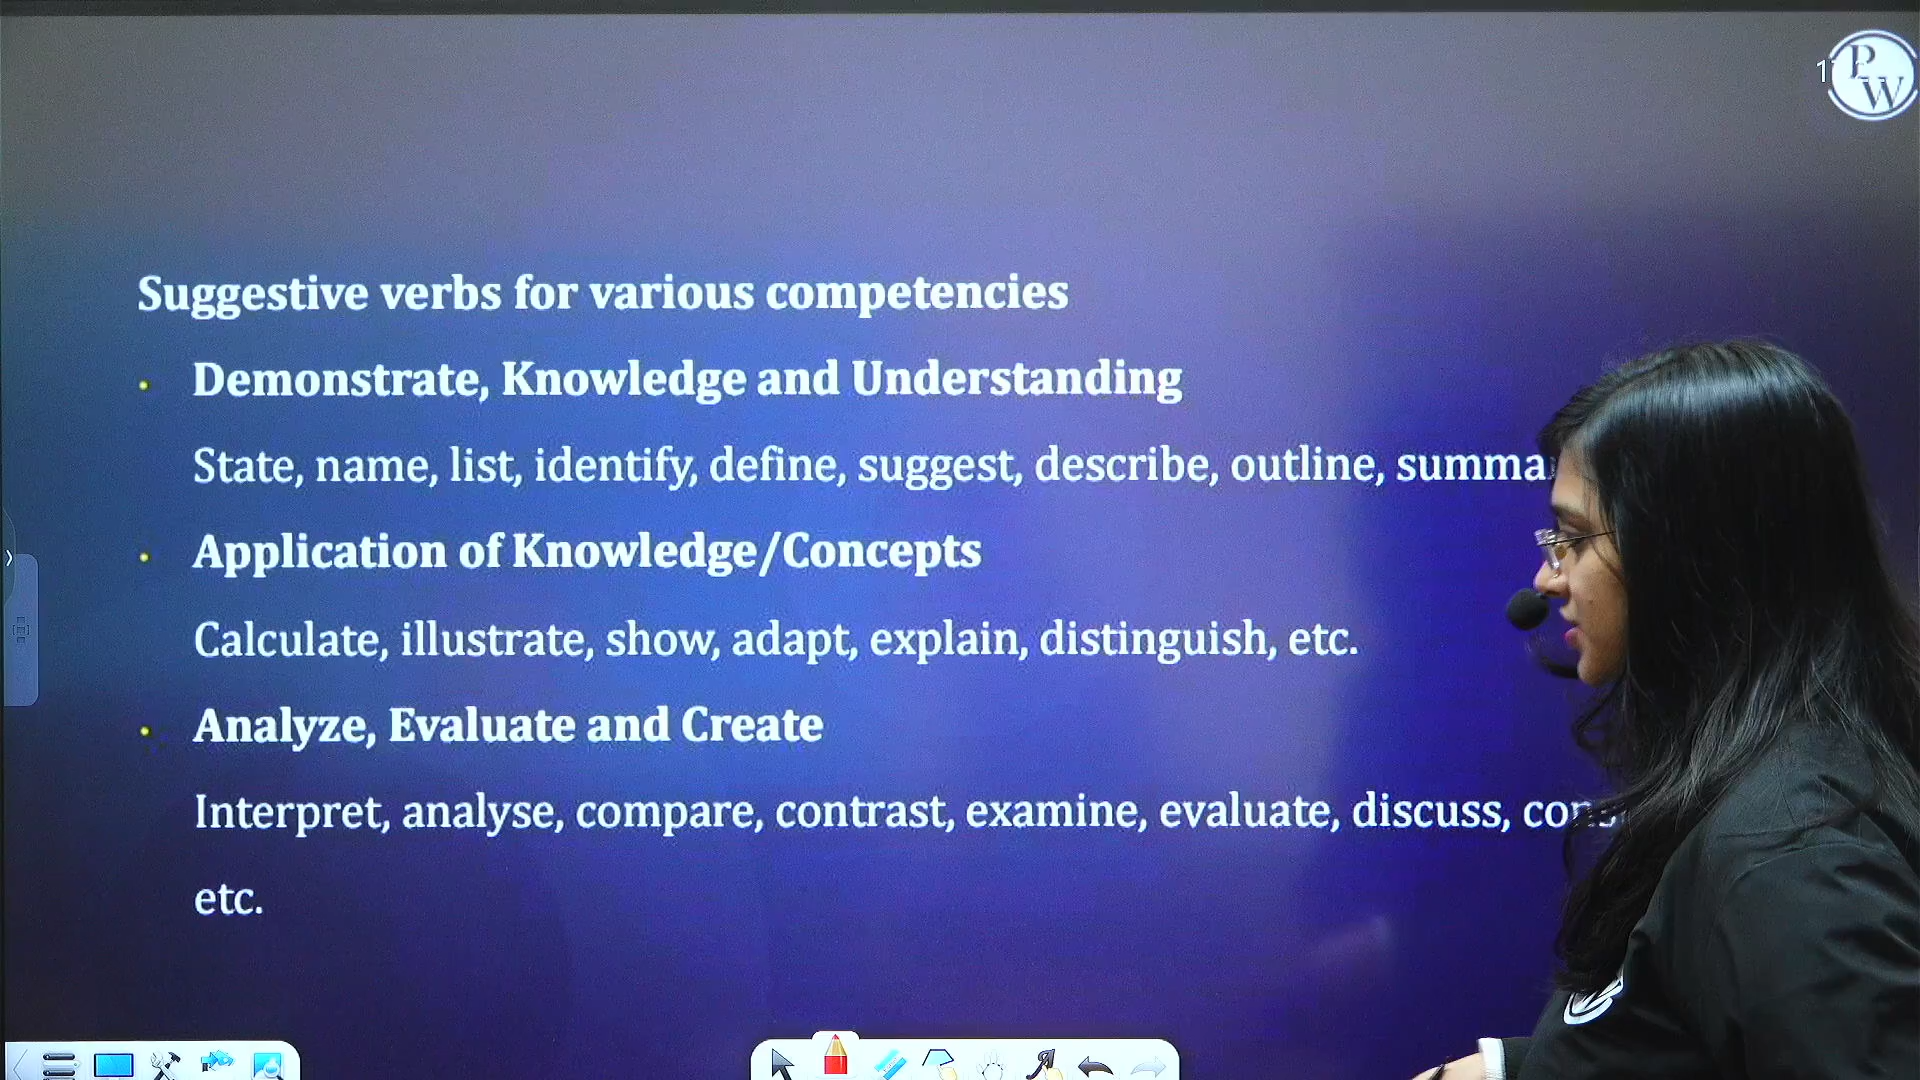 PW
Suggestive verbs for various competencies
• Demonstrate, Knowledge and Understanding
State, name, list, identify, define, suggest, describe, outline,
• Application of Knowledge/Concepts
Calculate, illustrate, show, adapt, explain, distinguish, etc.
• Analyze, Evaluate and Create
Interpret, analyse, compare, contrast, examine, evaluate, discuss,
etc.